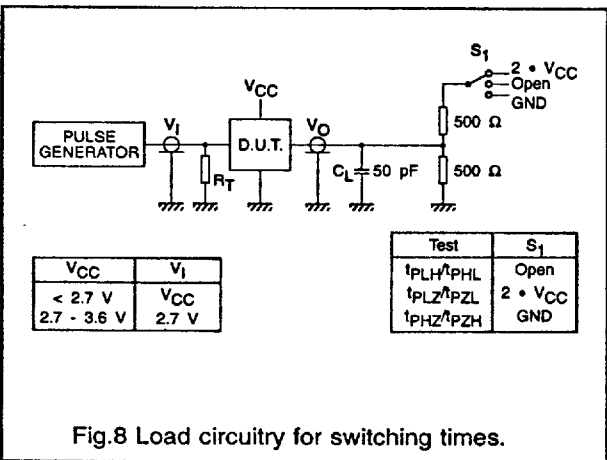 S1
2 • VCC
Open
GND
VCC
VI
VO
PULSE GENERATOR
D.U.T.
RT
CL
50 pF
500 Ω
500 Ω
VCC VI
< 2.7 V VCC
2.7 - 3.6 V 2.7 V
Test S1
tPLH/tPHL Open
tPLZ/tPZL 2 • VCC
tPHZ/tPZH GND
Fig.8 Load circuitry for switching times.